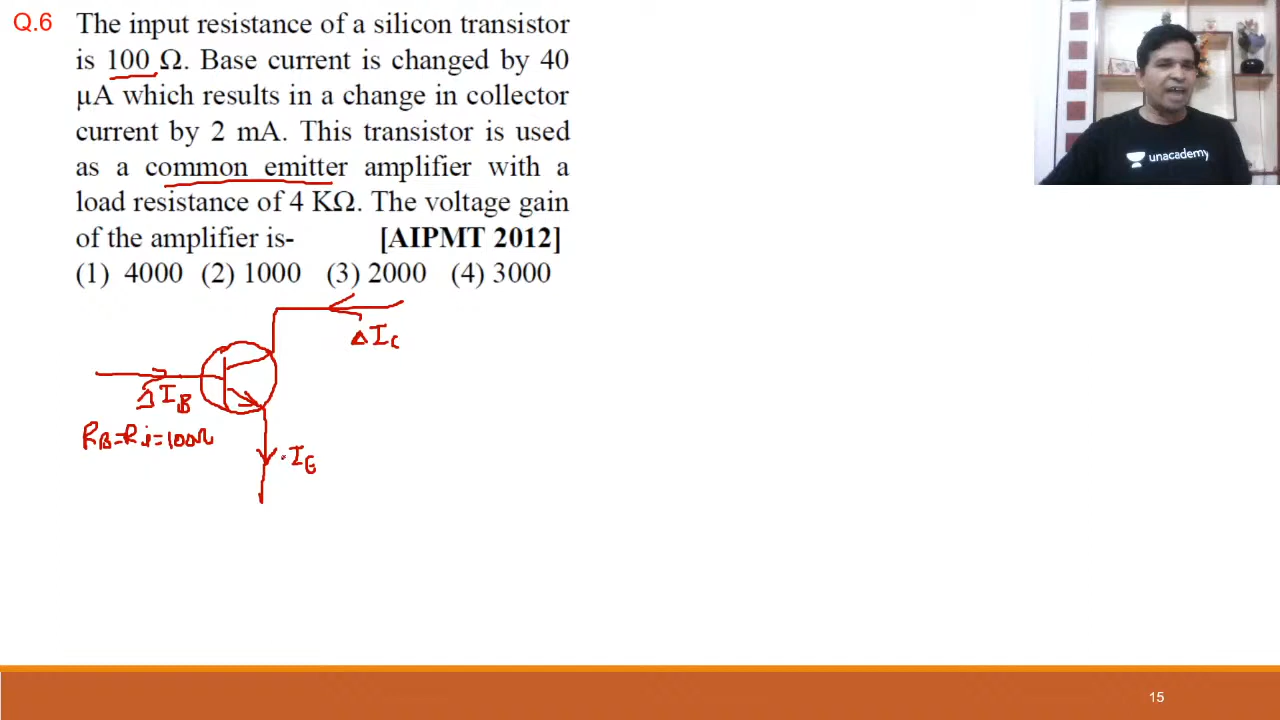 Q.6
The input resistance of a silicon transistor
is 100 Ω. Base current is changed by 40
µA which results in a change in collector
current by 2 mA. This transistor is used
as a common emitter amplifier with a
load resistance of 4 KΩ. The voltage gain
of the amplifier is- [AIPMT 2012]
(1) 4000 (2) 1000 (3) 2000 (4) 3000
unacademy
Δ I_C
Δ I_B
R_B=R_i=100Ω
I_E
15